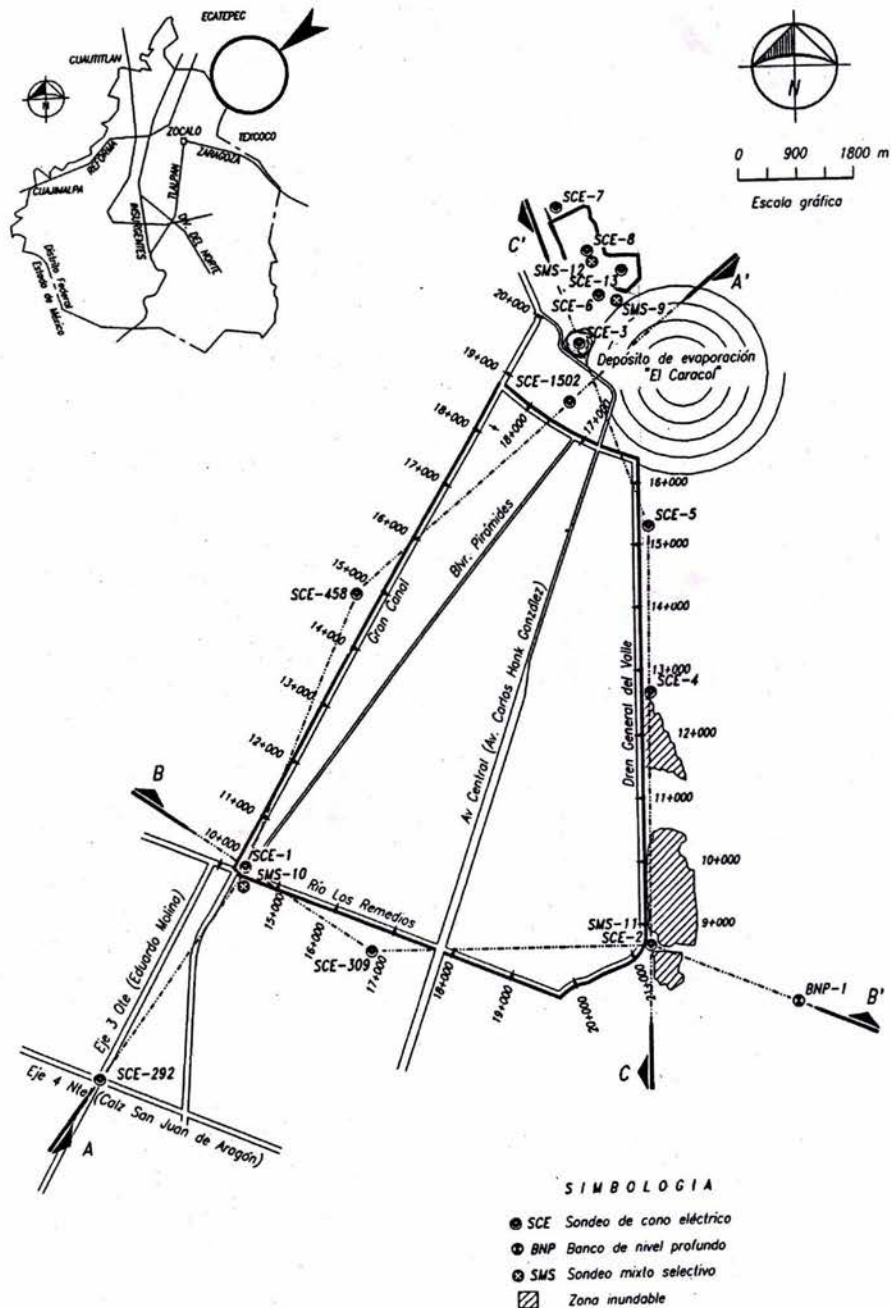 ECATEPEC
CUAUTITLAN
N
ZOCALO
TEXCOCO
REFORMA
ZARAGOZA
CUAJIMALPA
TLALPAN
INSURGENTES
DIV. DEL NORTE
Distrito Federal
Estado de México
N
0 900 1800 m
Escala gráfica
SCE-7
C'
SCE-8
SMS-12
SCE-13
A'
SCE-6
SMS-9
20+000
SCE-3
Depósito de evaporación
"El Caracol"
19+000
SCE-1502
17+000
18+000
18+000
17+000
16+000
16+000
SCE-5
15+000
15+000
Blvr. Pirámides
SCE-458
Gran Canal
14+000
14+000
Av Central (Av. Carlos Hank González)
Dren General del Valle
13+000
13+000
SCE-4
12+000
12+000
B
11+000
11+000
10+000
10+000
SCE-1
SMS-10
Río Los Remedios
15+000
9+000
SMS-11
SCE-2
16+000
SCE-309
17+000
18+000
19+000
20+000
21+000
BNP-1
B'
Eje 3 Ote (Eduardo Molina)
SCE-292
Eje 4 Nte (Calz San Juan de Aragón)
C
A
SIMBOLOGIA
SCE Sondeo de cono eléctrico
BNP Banco de nivel profundo
SMS Sondeo mixto selectivo
Zona inundable